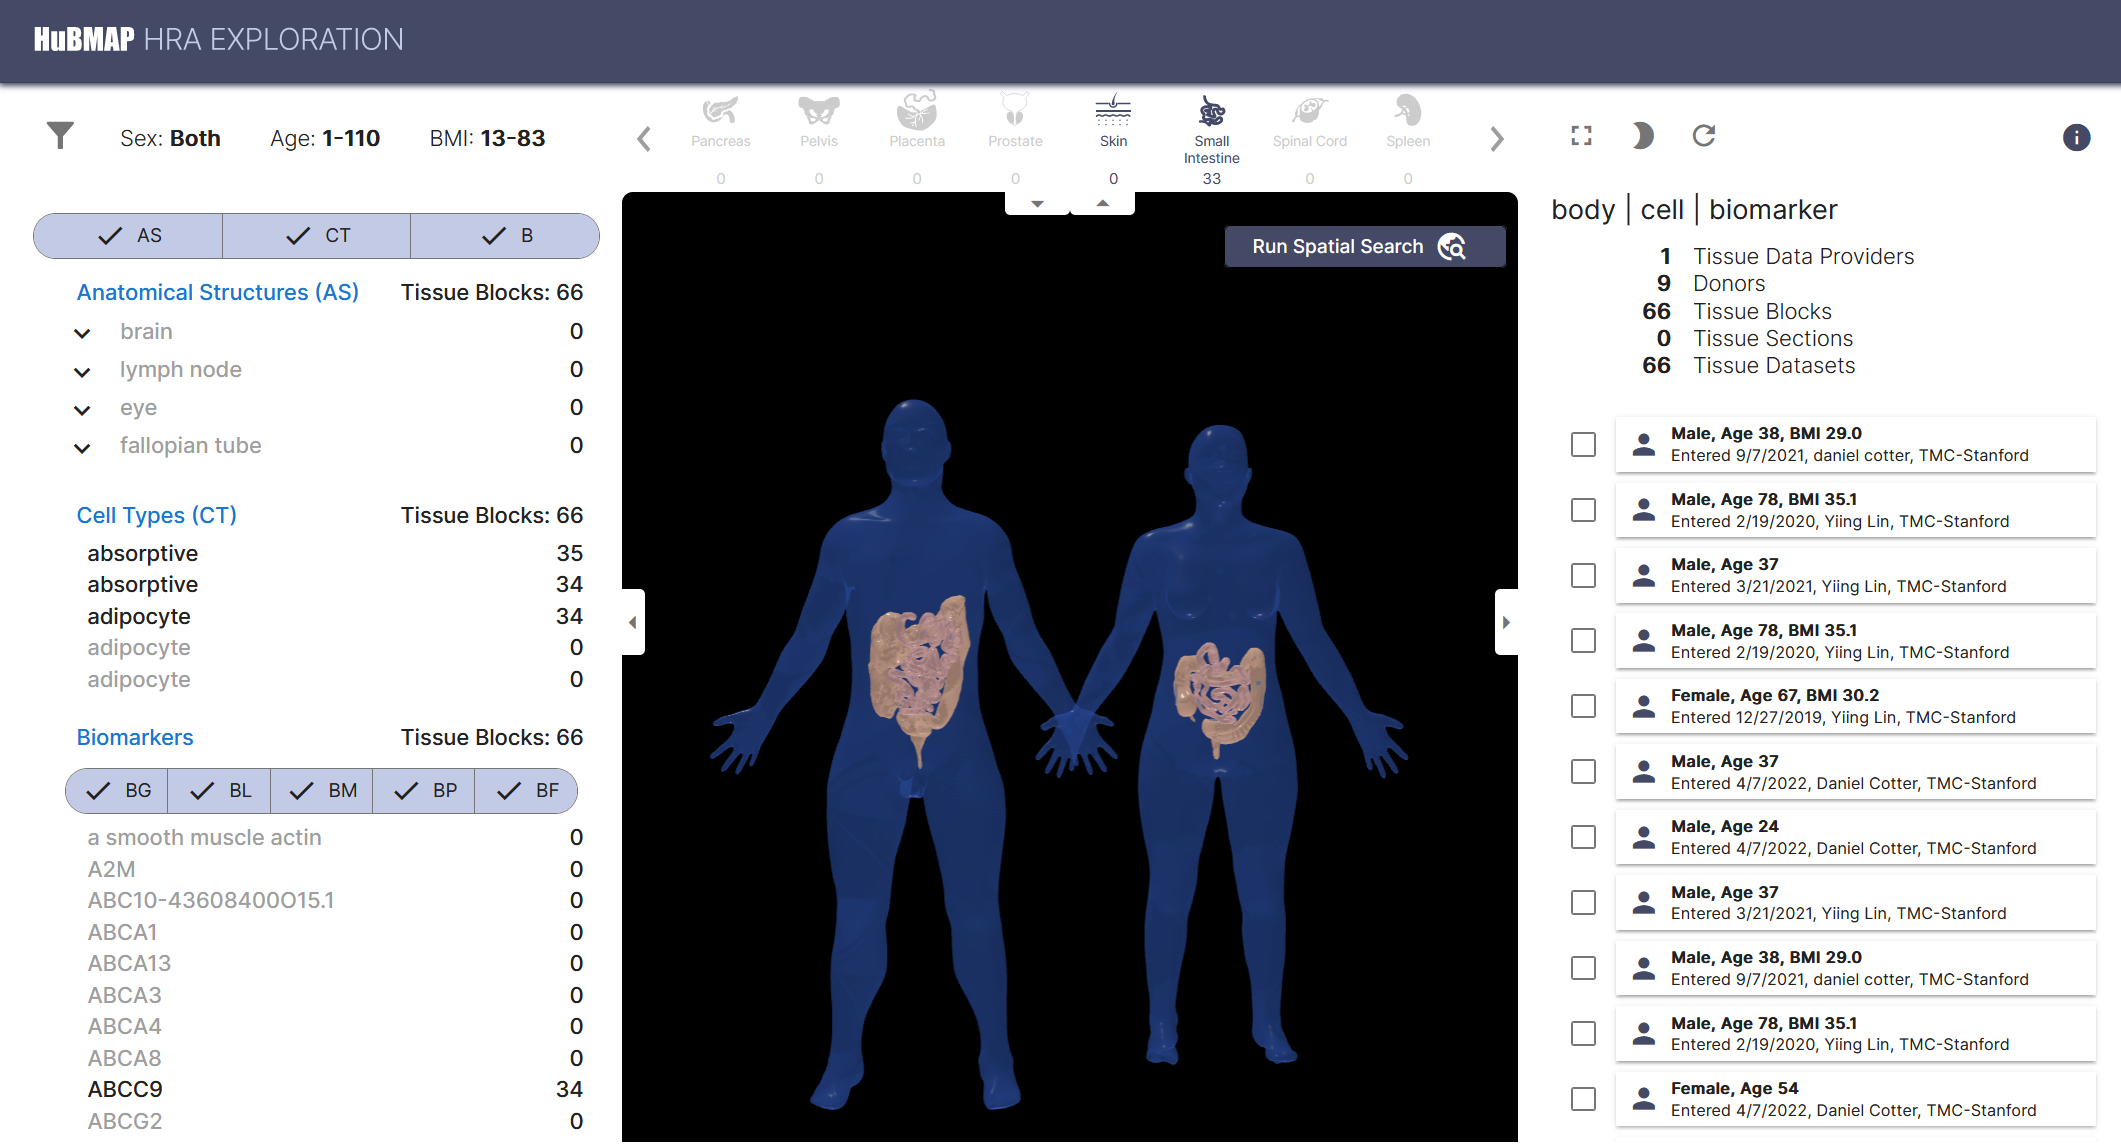 HuBMAP HRA EXPLORATION
Sex: Both Age: 1-110 BMI: 13-83
AS CT B
Anatomical Structures (AS) Tissue Blocks: 66
brain 0
lymph node 0
eye 0
fallopian tube 0
Cell Types (CT) Tissue Blocks: 66
absorptive 35
absorptive 34
adipocyte 34
adipocyte 0
adipocyte 0
Biomarkers Tissue Blocks: 66
BG BL BM BP BF
a smooth muscle actin 0
A2M 0
ABC10-43608400O15.1 0
ABCA1 0
ABCA13 0
ABCA3 0
ABCA4 0
ABCA8 0
ABCC9 34
ABCG2 0
Pancreas Pelvis Placenta Prostate Skin Small Intestine Spinal Cord Spleen
0 0 0 0 0 33 0 0
Run Spatial Search
body | cell | biomarker
1 Tissue Data Providers
9 Donors
66 Tissue Blocks
0 Tissue Sections
66 Tissue Datasets
Male, Age 38, BMI 29.0
Entered 9/7/2021, daniel cotter, TMC-Stanford
Male, Age 78, BMI 35.1
Entered 2/19/2020, Yiing Lin, TMC-Stanford
Male, Age 37
Entered 3/21/2021, Yiing Lin, TMC-Stanford
Male, Age 78, BMI 35.1
Entered 2/19/2020, Yiing Lin, TMC-Stanford
Female, Age 67, BMI 30.2
Entered 12/27/2019, Yiing Lin, TMC-Stanford
Male, Age 37
Entered 4/7/2022, Daniel Cotter, TMC-Stanford
Male, Age 24
Entered 4/7/2022, Daniel Cotter, TMC-Stanford
Male, Age 37
Entered 3/21/2021, Yiing Lin, TMC-Stanford
Male, Age 38, BMI 29.0
Entered 9/7/2021, daniel cotter, TMC-Stanford
Male, Age 78, BMI 35.1
Entered 2/19/2020, Yiing Lin, TMC-Stanford
Female, Age 54
Entered 4/7/2022, Daniel Cotter, TMC-Stanford